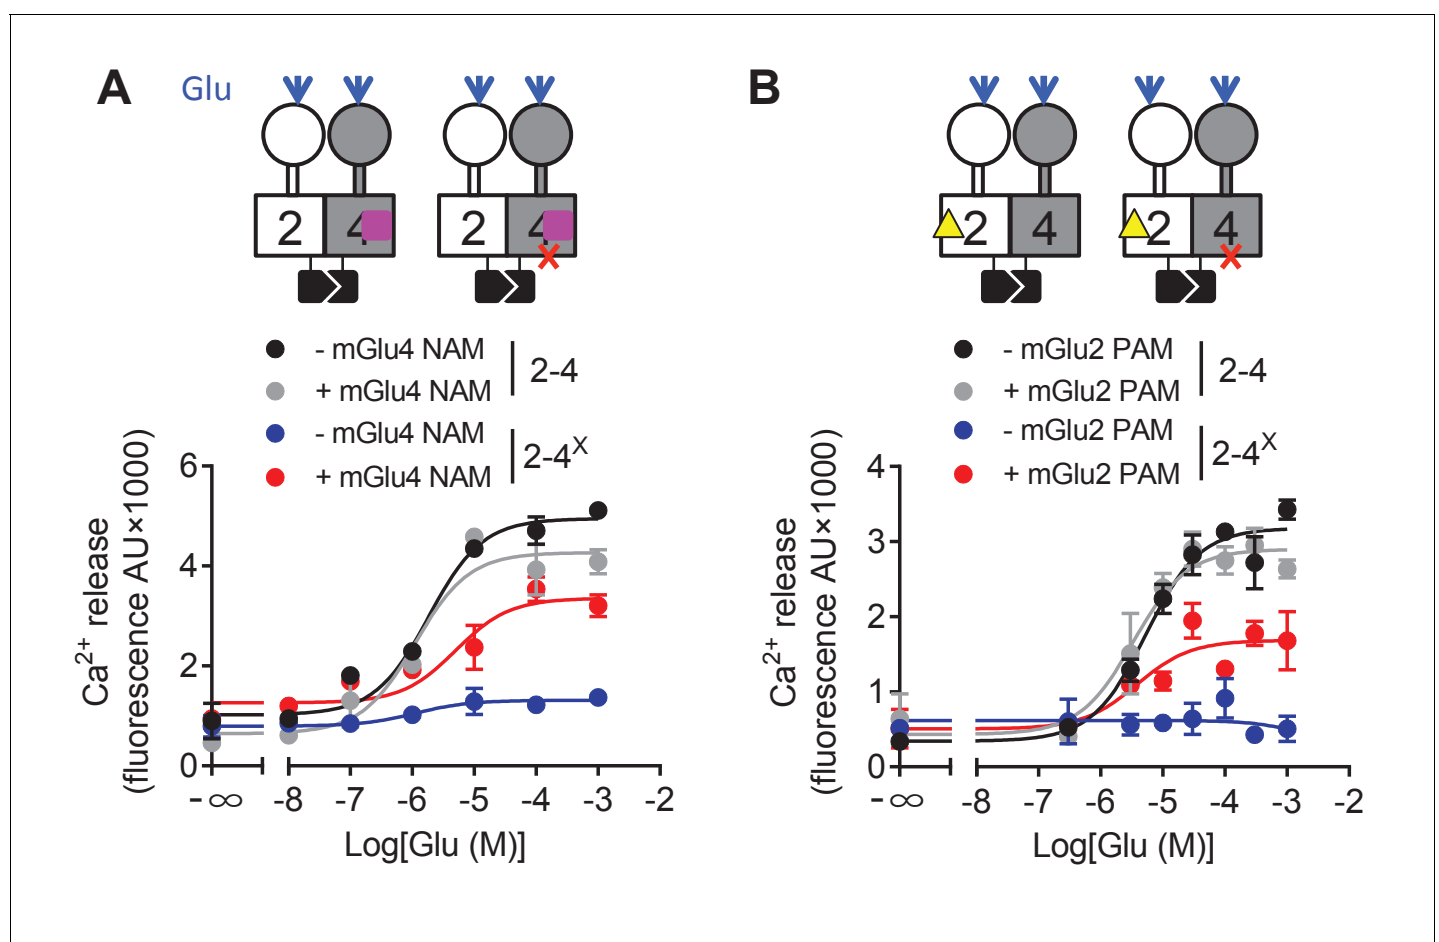 A
Glu
2 4
2 4
- mGlu4 NAM
+ mGlu4 NAM
2-4
- mGlu4 NAM
+ mGlu4 NAM
2-4X
Ca2+ release
(fluorescence AU×1000)
6
4
2
0
-∞ -8 -7 -6 -5 -4 -3 -2
Log[Glu (M)]
B
2 4
2 4
- mGlu2 PAM
+ mGlu2 PAM
2-4
- mGlu2 PAM
+ mGlu2 PAM
2-4X
Ca2+ release
(fluorescence AU×1000)
4
3
2
1
0
-∞ -8 -7 -6 -5 -4 -3 -2
Log[Glu (M)]